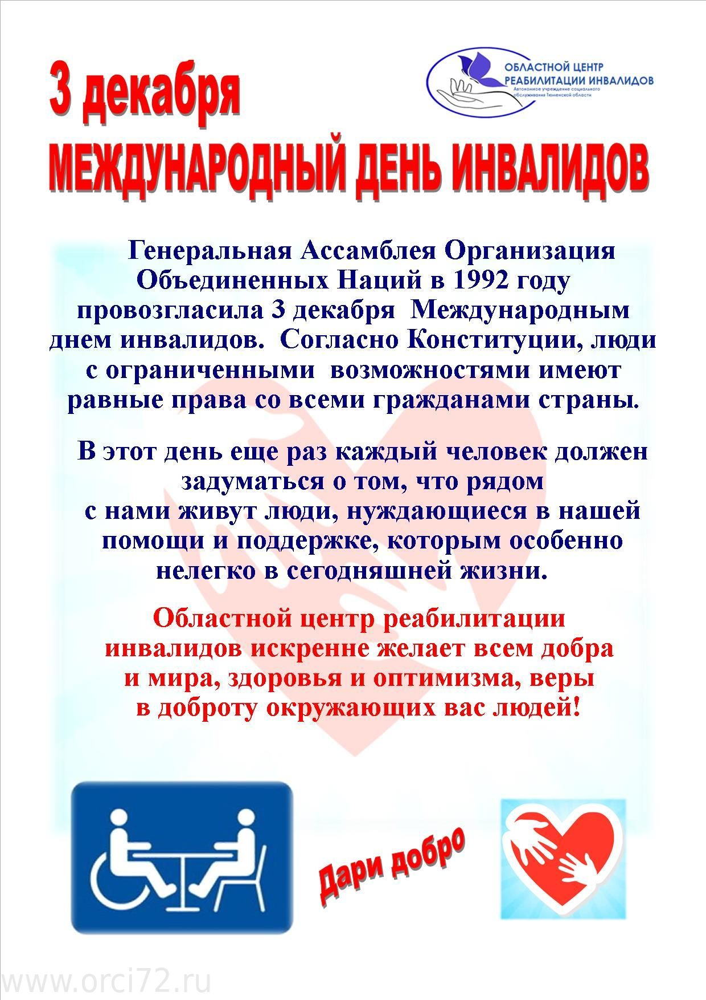 3 декабря
ОБЛАСТНОЙ ЦЕНТР
РЕАБИЛИТАЦИИ ИНВАЛИДОВ
Автономное учреждение социального
обслуживания Тюменской области
МЕЖДУНАРОДНЫЙ ДЕНЬ ИНВАЛИДОВ
Генеральная Ассамблея Организация
Объединенных Наций в 1992 году
провозгласила 3 декабря Международным
днем инвалидов. Согласно Конституции, люди
с ограниченными возможностями имеют
равные права со всеми гражданами страны.
В этот день еще раз каждый человек должен
задуматься о том, что рядом
с нами живут люди, нуждающиеся в нашей
помощи и поддержке, которым особенно
нелегко в сегодняшней жизни.
Областной центр реабилитации
инвалидов искренне желает всем добра
и мира, здоровья и оптимизма, веры
в доброту окружающих вас людей!
Дари добро
www.orci72.ru